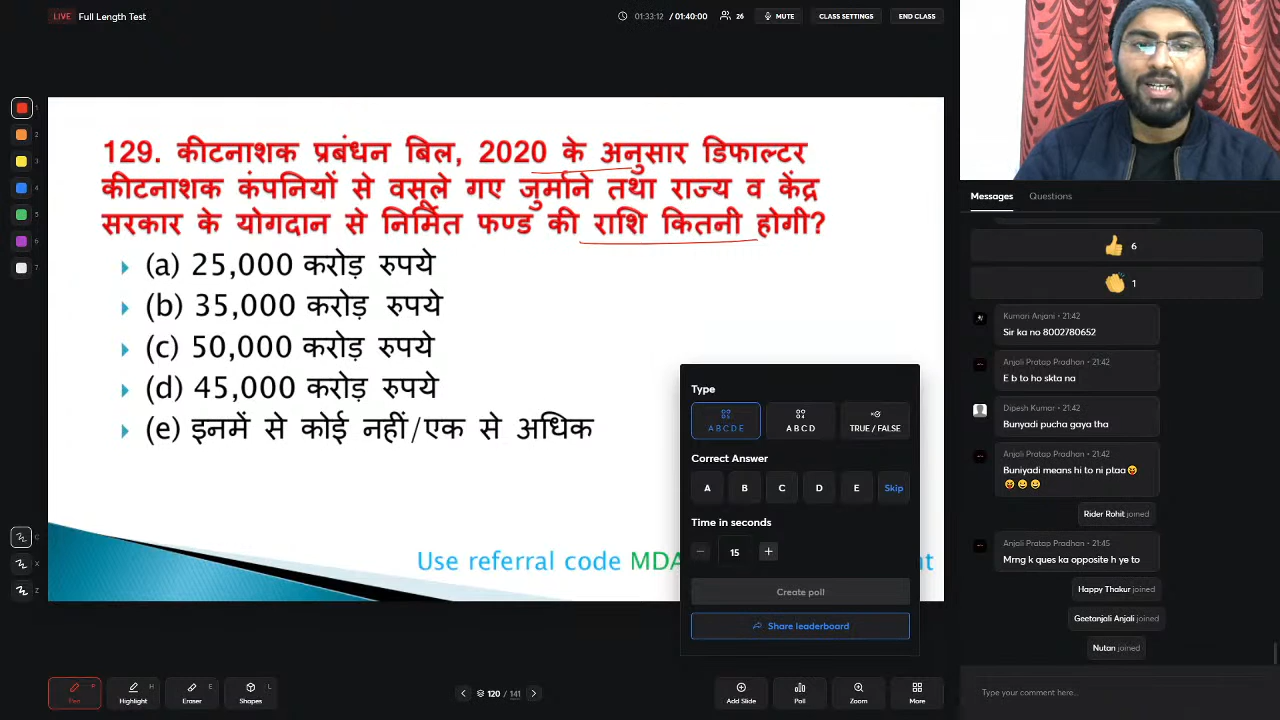 LIVE Full Length Test
01:33:12 / 01:40:00 26 MUTE CLASS SETTINGS END CLASS
1
2
3
4
5
6
7
129. कीटनाशक प्रबंधन बिल, 2020 के अनुसार डिफाल्टर
कीटनाशक कंपनियों से वसूले गए जुर्माने तथा राज्य व केंद्र
सरकार के योगदान से निर्मित फण्ड की राशि कितनी होगी?
(a) 25,000 करोड़ रुपये
(b) 35,000 करोड़ रुपये
(c) 50,000 करोड़ रुपये
(d) 45,000 करोड़ रुपये
(e) इनमें से कोई नहीं/एक से अधिक
Use referral code MDA
Type
A B C D E
A B C D
TRUE / FALSE
Correct Answer
A B C D E Skip
Time in seconds
− 15 +
Create poll
Share leaderboard
C
X
Z
Pen P
Highlight H
Eraser E
Shapes L
120 / 141
Add Slide
Poll
Zoom
More
Messages Questions
6
1
Kumari Anjani • 21:42
Sir ka no 8002780652
Anjali Pratap Pradhan • 21:42
E b to ho skta na
Dipesh Kumar • 21:42
Bunyadi pucha gaya tha
Anjali Pratap Pradhan • 21:42
Buniyadi means hi to ni ptaa
Rider Rohit joined
Anjali Pratap Pradhan • 21:45
Mrng k ques ka opposite h ye to
Happy Thakur joined
Geetanjali Anjali joined
Nutan joined
Type your comment here...